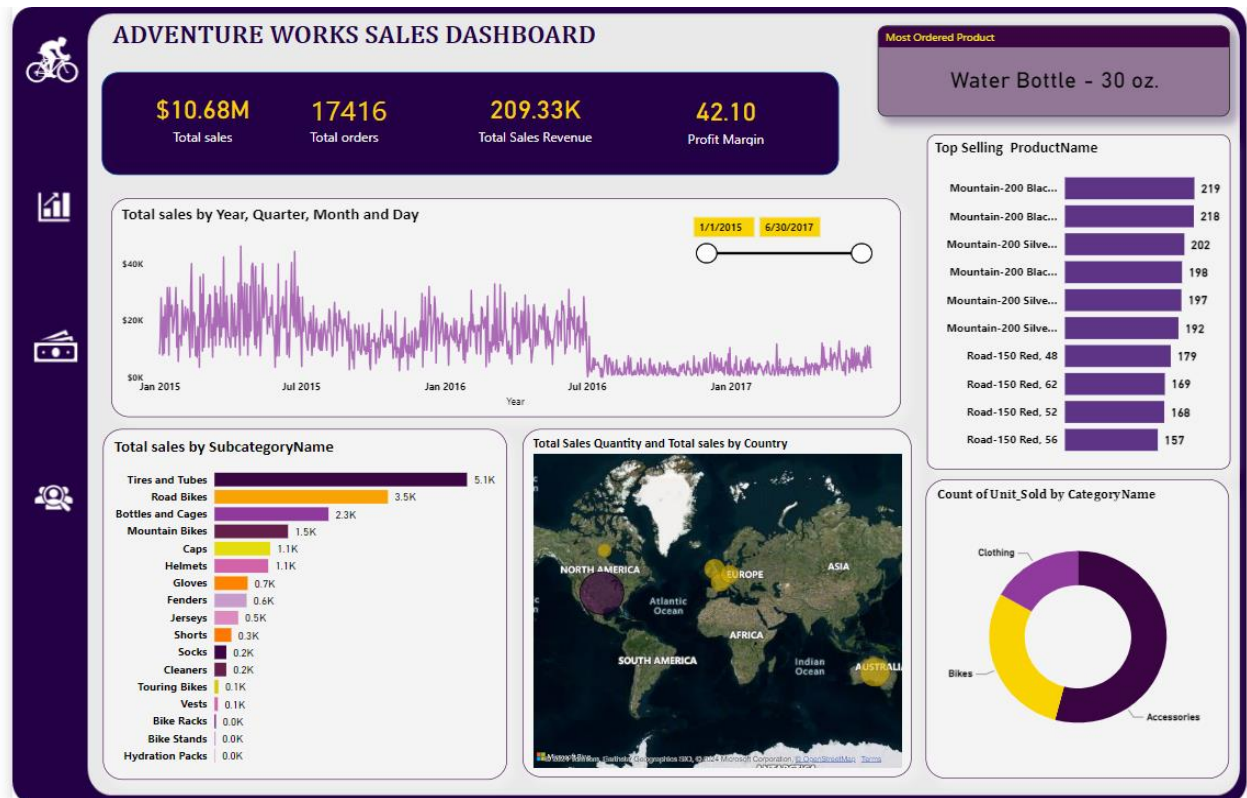 ADVENTURE WORKS SALES DASHBOARD
Most Ordered Product
Water Bottle - 30 oz.
$10.68M
Total sales
17416
Total orders
209.33K
Total Sales Revenue
42.10
Profit Margin
Total sales by Year, Quarter, Month and Day
1/1/2015 6/30/2017
$40K
$20K
$0K
Jan 2015 Jul 2015 Jan 2016 Jul 2016 Jan 2017
Year
Top Selling ProductName
Mountain-200 Blac... 219
Mountain-200 Blac... 218
Mountain-200 Silve... 202
Mountain-200 Blac... 198
Mountain-200 Silve... 197
Mountain-200 Silve... 192
Road-150 Red, 48 179
Road-150 Red, 62 169
Road-150 Red, 52 168
Road-150 Red, 56 157
Total sales by SubcategoryName
Tires and Tubes 5.1K
Road Bikes 3.5K
Bottles and Cages 2.3K
Mountain Bikes 1.5K
Caps 1.1K
Helmets 1.1K
Gloves 0.7K
Fenders 0.6K
Jerseys 0.5K
Shorts 0.3K
Socks 0.2K
Cleaners 0.2K
Touring Bikes 0.1K
Vests 0.1K
Bike Racks 0.0K
Bike Stands 0.0K
Hydration Packs 0.0K
Total Sales Quantity and Total sales by Country
NORTH AMERICA
EUROPE
ASIA
Atlantic
Ocean
AFRICA
SOUTH AMERICA
Indian
Ocean
AUSTRALI
© 2024 Microsoft Corporation, © OpenStreetMap Terms
Count of Unit_Sold by CategoryName
Clothing
Bikes
Accessories